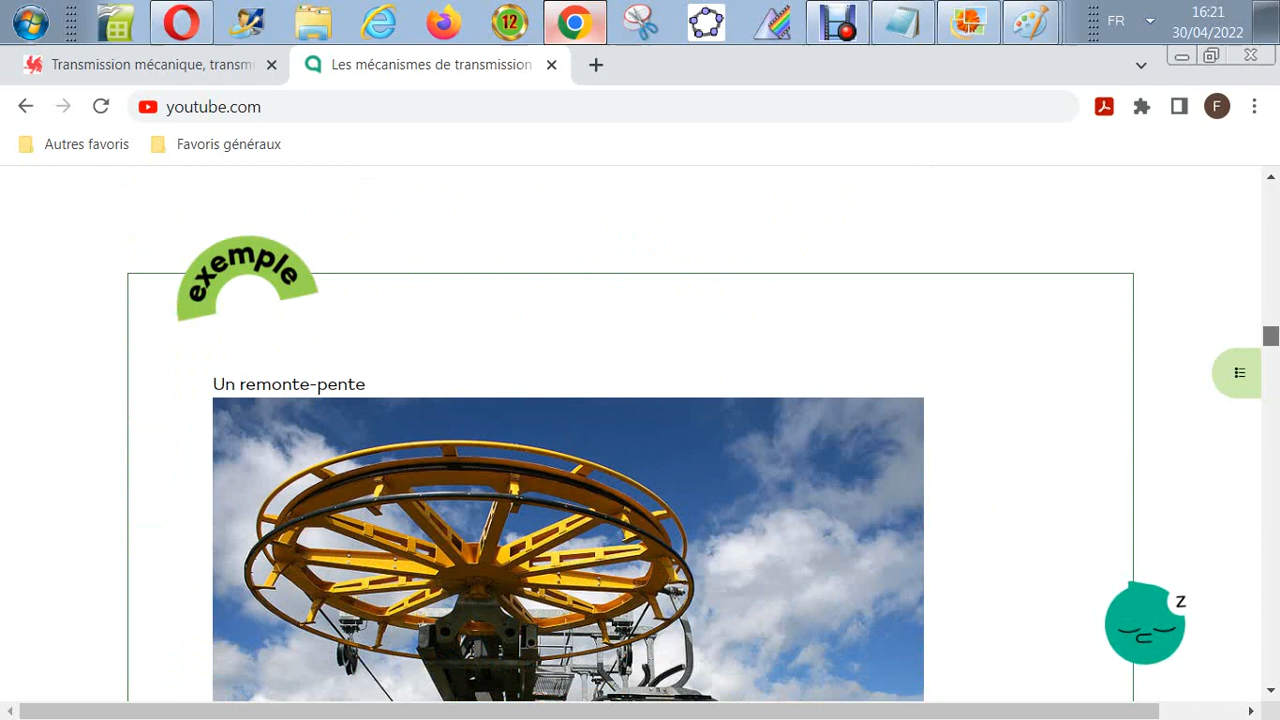 12
FR
16:21
30/04/2022
Transmission mécanique, transm
Les mécanismes de transmission
youtube.com
F
Autres favoris
Favoris généraux
exemple
Un remonte-pente
z